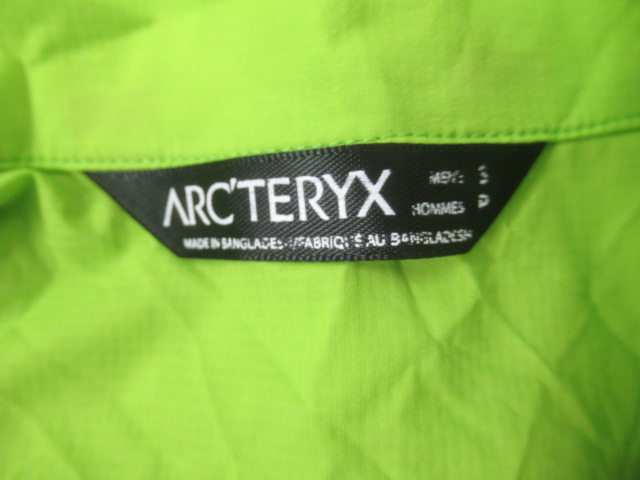 ARC'TERYX
MEN'S S
HOMMES P
MADE IN BANGLADESH/FABRIQUÉ AU BANGLADESH